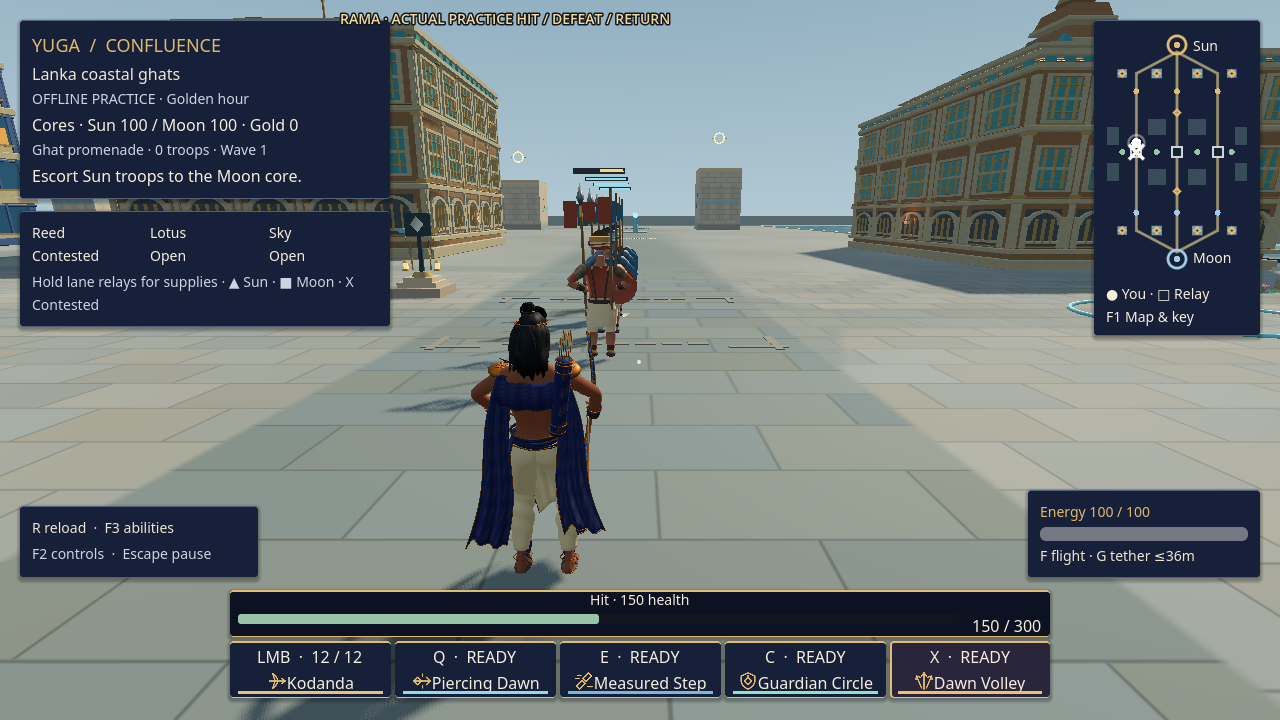 RAMA · ACTUAL PRACTICE HIT / DEFEAT / RETURN
YUGA / CONFLUENCE
Lanka coastal ghats
OFFLINE PRACTICE · Golden hour
Cores · Sun 100 / Moon 100 · Gold 0
Ghat promenade · 0 troops · Wave 1
Escort Sun troops to the Moon core.
Reed Lotus Sky
Contested Open Open
Hold lane relays for supplies · ▲ Sun · ■ Moon · X
Contested
Sun
Moon
● You · □ Relay
F1 Map & key
R reload · F3 abilities
F2 controls · Escape pause
Energy 100 / 100
F flight · G tether ≤36m
Hit · 150 health
150 / 300
LMB · 12 / 12
Kodanda
Q · READY
Piercing Dawn
E · READY
Measured Step
C · READY
Guardian Circle
X · READY
Dawn Volley